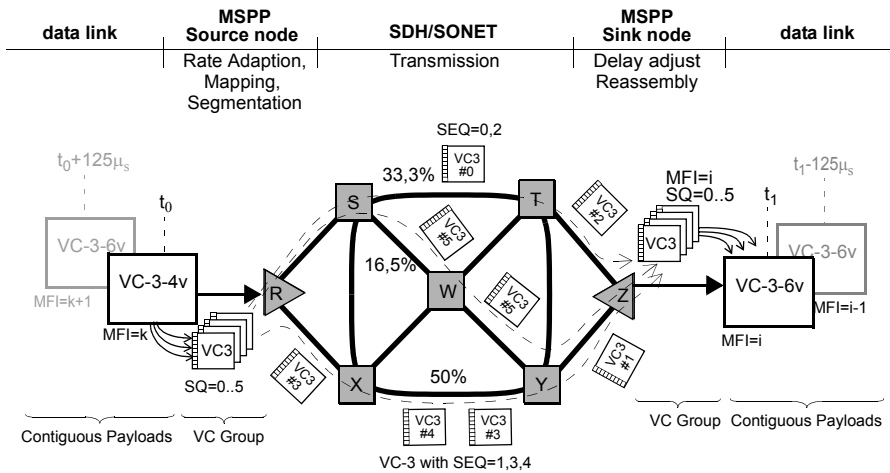 data link
MSPP
Source node
SDH/SONET
MSPP
Sink node
data link
Rate Adaption,
Mapping,
Segmentation
Transmission
Delay adjust
Reassembly
SEQ=0,2
t0+125μs
t0
VC-3-6v
VC-3-4v
MFI=k+1
MFI=k
VC3
SQ=0..5
R
S
T
W
X
Y
Z
33,3%
16,5%
50%
VC3
#0
VC3
#5
VC3
#2
VC3
#5
VC3
#3
VC3
#1
VC3
#4
VC3
#3
VC-3 with SEQ=1,3,4
MFI=i
SQ=0..5
VC3
t1
t1-125μs
VC-3-6v
VC-3-6v
MFI=i-1
MFI=i
Contiguous Payloads
VC Group
VC Group
Contiguous Payloads